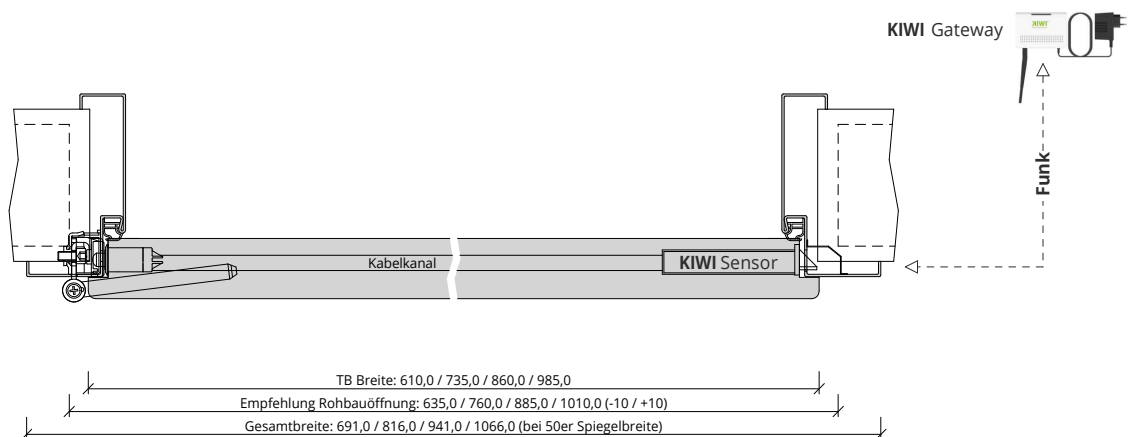 KIWI Gateway
KIWI
Funk
Kabelkanal
KIWI Sensor
TB Breite: 610,0 / 735,0 / 860,0 / 985,0
Empfehlung Rohbauöffnung: 635,0 / 760,0 / 885,0 / 1010,0 (-10 / +10)
Gesamtbreite: 691,0 / 816,0 / 941,0 / 1066,0 (bei 50er Spiegelbreite)